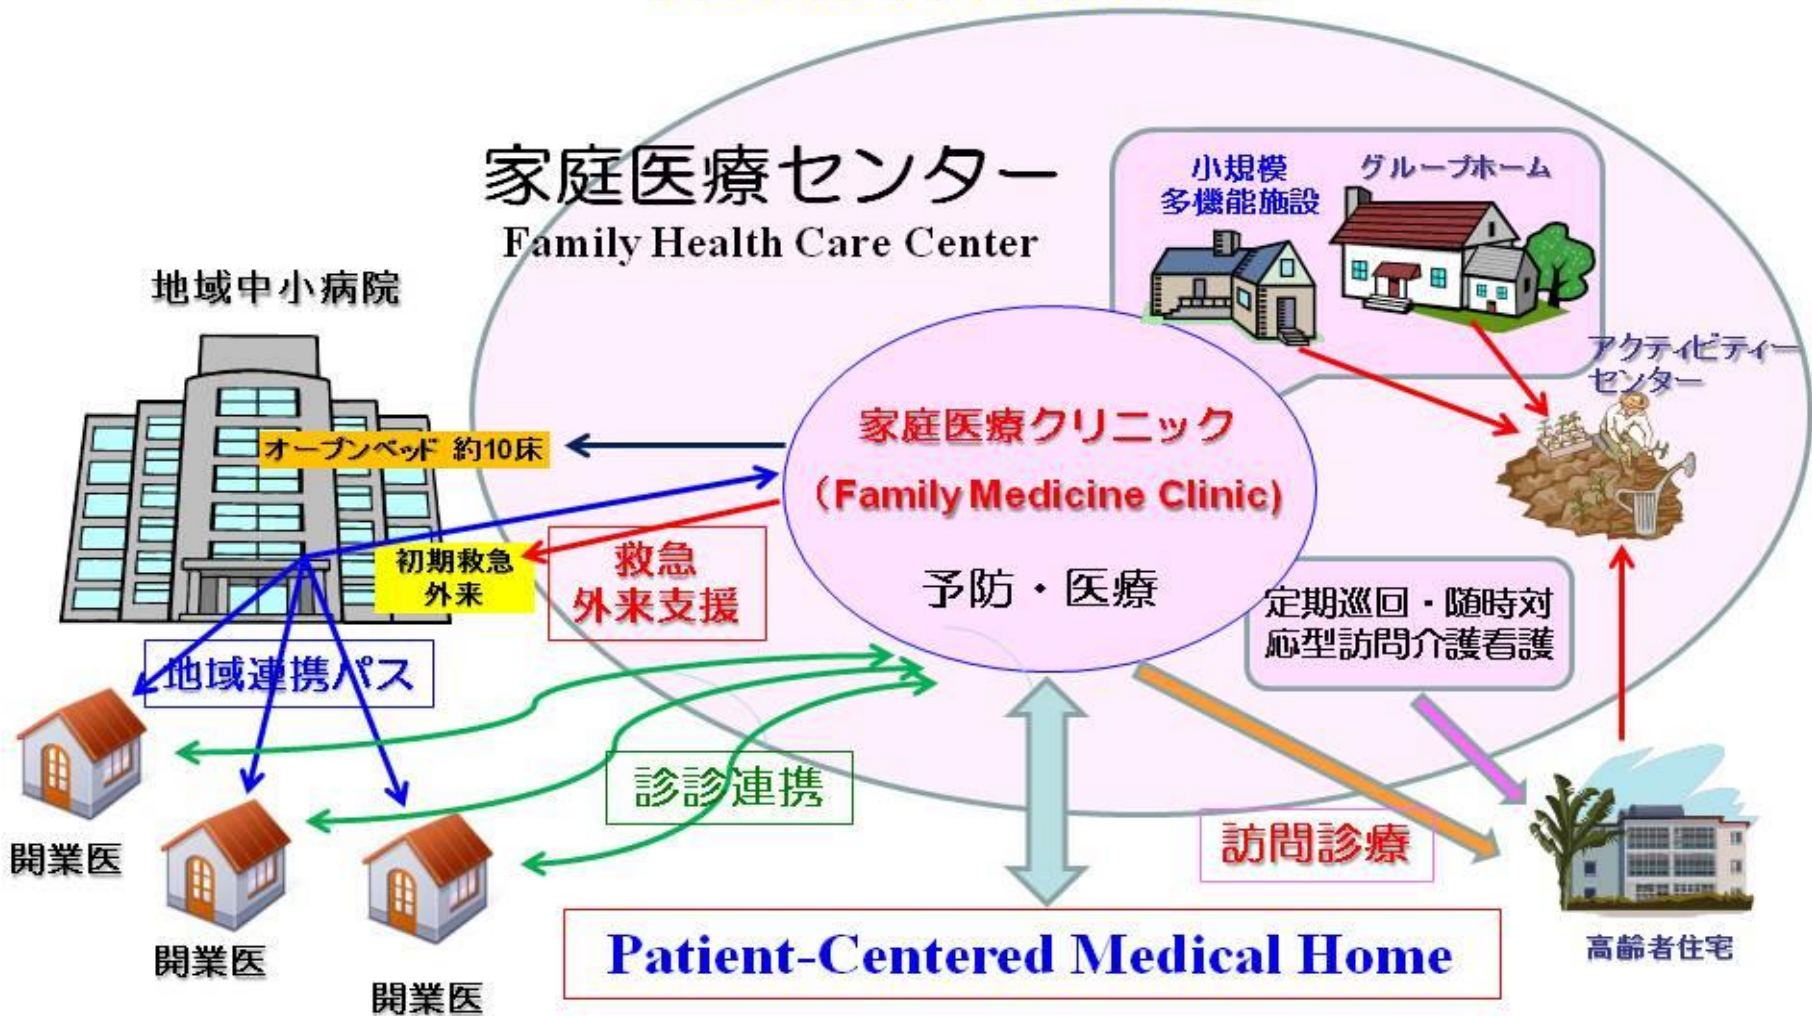 家庭医療センター
Family Health Care Center
小規模
多機能施設
グループホーム
地域中小病院
アクティビティー
センター
オープンベッド 約10床
家庭医療クリニック
（Family Medicine Clinic)
予防・医療
初期救急
外来
救急
外来支援
定期巡回・随時対
応型訪問介護看護
地域連携パス
診診連携
訪問診療
開業医
開業医
開業医
高齢者住宅
Patient-Centered Medical Home